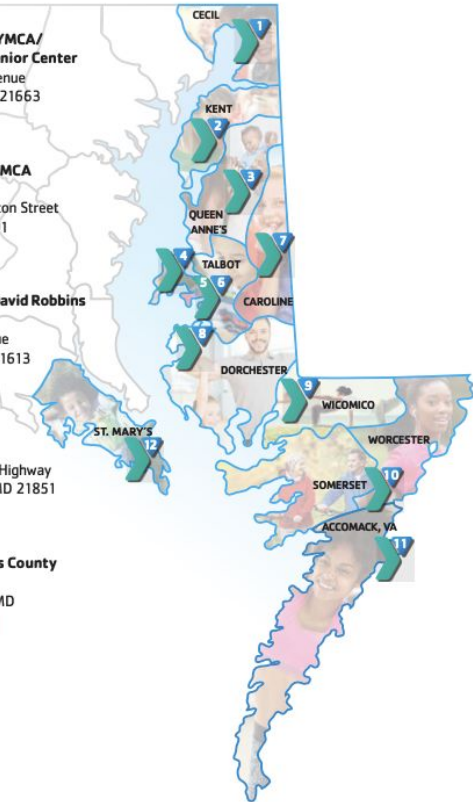 YMCA/
nior Center
enue
21663
MCA
ton Street
1
avid Robbins
ue
1613
Highway
MD 21851
s County
MD
CECIL
1
KENT
2
3
QUEEN
ANNE'S
7
4
TALBOT
5 6
CAROLINE
8
DORCHESTER
9
WICOMICO
ST. MARY'S
12
WORCESTER
SOMERSET
10
ACCOMACK, VA
11